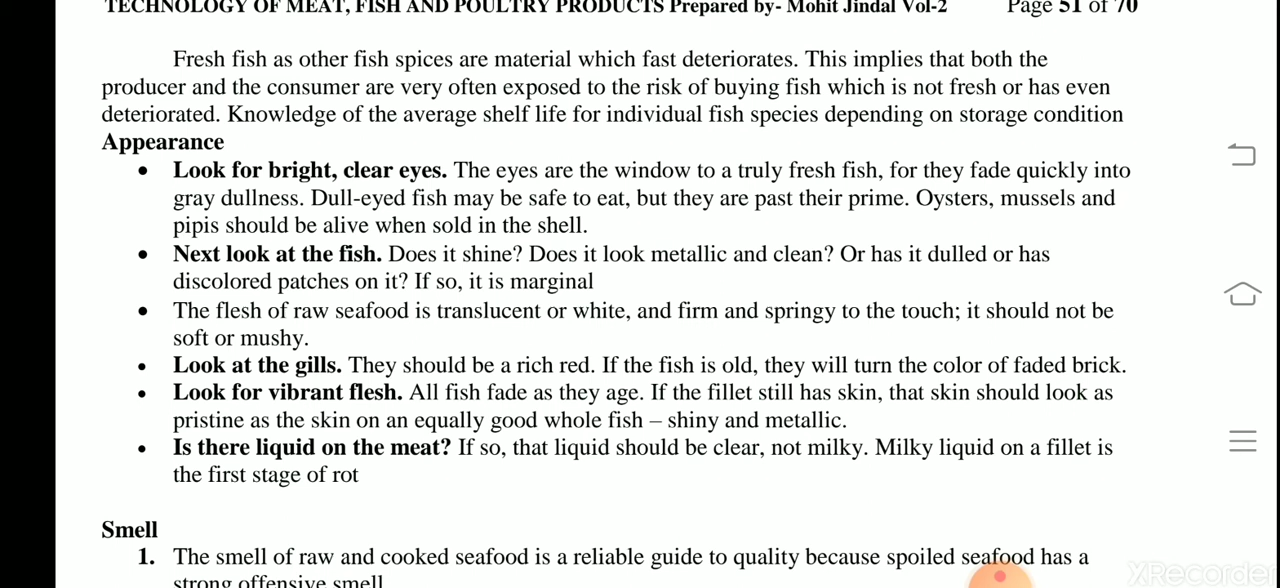 TECHNOLOGY OF MEAT, FISH AND POULTRY PRODUCTS Prepared by- Mohit Jindal Vol-2 Page 51 of 70
Fresh fish as other fish spices are material which fast deteriorates. This implies that both the
producer and the consumer are very often exposed to the risk of buying fish which is not fresh or has even
deteriorated. Knowledge of the average shelf life for individual fish species depending on storage condition
Appearance
• Look for bright, clear eyes. The eyes are the window to a truly fresh fish, for they fade quickly into
gray dullness. Dull-eyed fish may be safe to eat, but they are past their prime. Oysters, mussels and
pipis should be alive when sold in the shell.
• Next look at the fish. Does it shine? Does it look metallic and clean? Or has it dulled or has
discolored patches on it? If so, it is marginal
• The flesh of raw seafood is translucent or white, and firm and springy to the touch; it should not be
soft or mushy.
• Look at the gills. They should be a rich red. If the fish is old, they will turn the color of faded brick.
• Look for vibrant flesh. All fish fade as they age. If the fillet still has skin, that skin should look as
pristine as the skin on an equally good whole fish – shiny and metallic.
• Is there liquid on the meat? If so, that liquid should be clear, not milky. Milky liquid on a fillet is
the first stage of rot
Smell
1. The smell of raw and cooked seafood is a reliable guide to quality because spoiled seafood has a
strong offensive smell
XRecorder